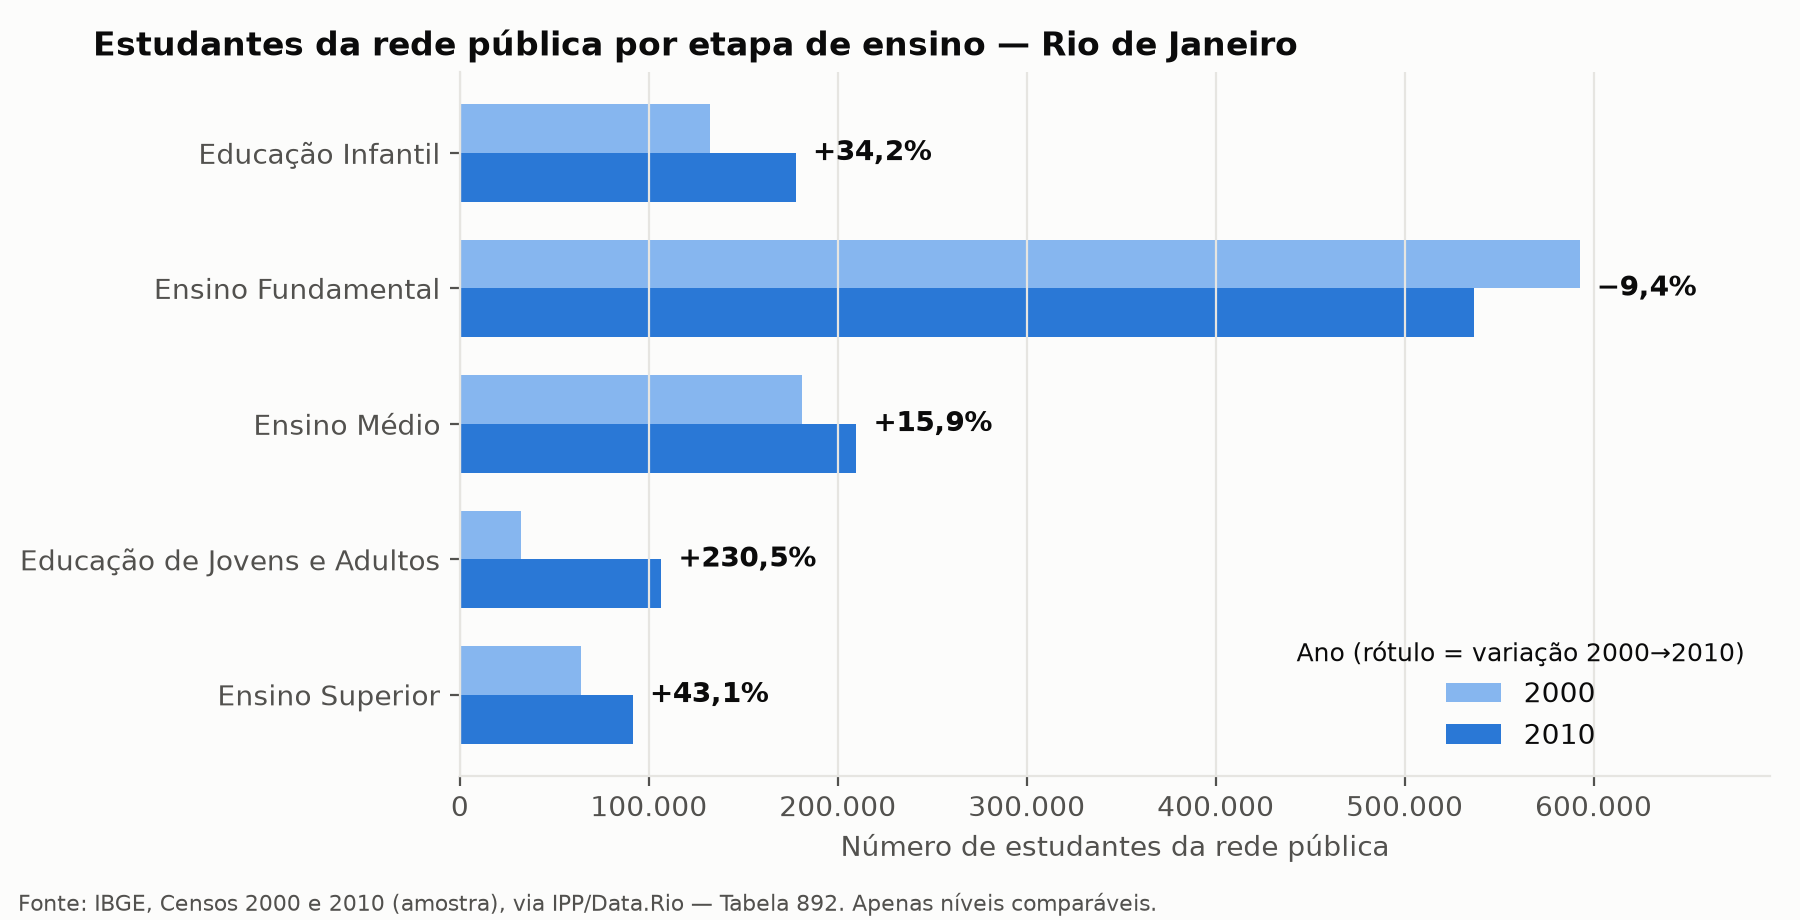 Estudantes da rede pública por etapa de ensino — Rio de Janeiro
Educação Infantil
+34,2%
Ensino Fundamental
−9,4%
Ensino Médio
+15,9%
Educação de Jovens e Adultos
+230,5%
Ensino Superior
+43,1%
Ano (rótulo = variação 2000→2010)
2000
2010
0 100.000 200.000 300.000 400.000 500.000 600.000
Número de estudantes da rede pública
Fonte: IBGE, Censos 2000 e 2010 (amostra), via IPP/Data.Rio — Tabela 892. Apenas níveis comparáveis.